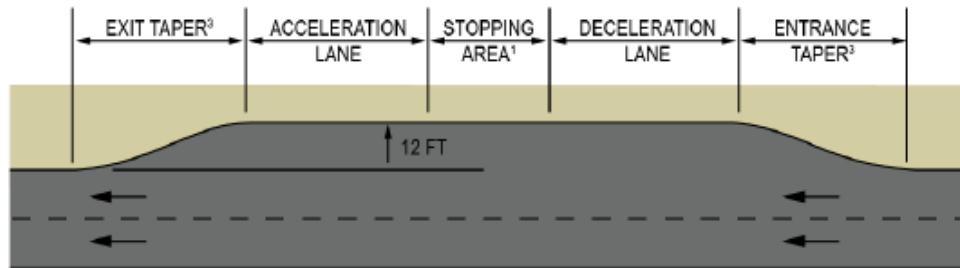 EXIT TAPER³
ACCELERATION
LANE
STOPPING
AREA¹
DECELERATION
LANE
ENTRANCE
TAPER³
12 FT